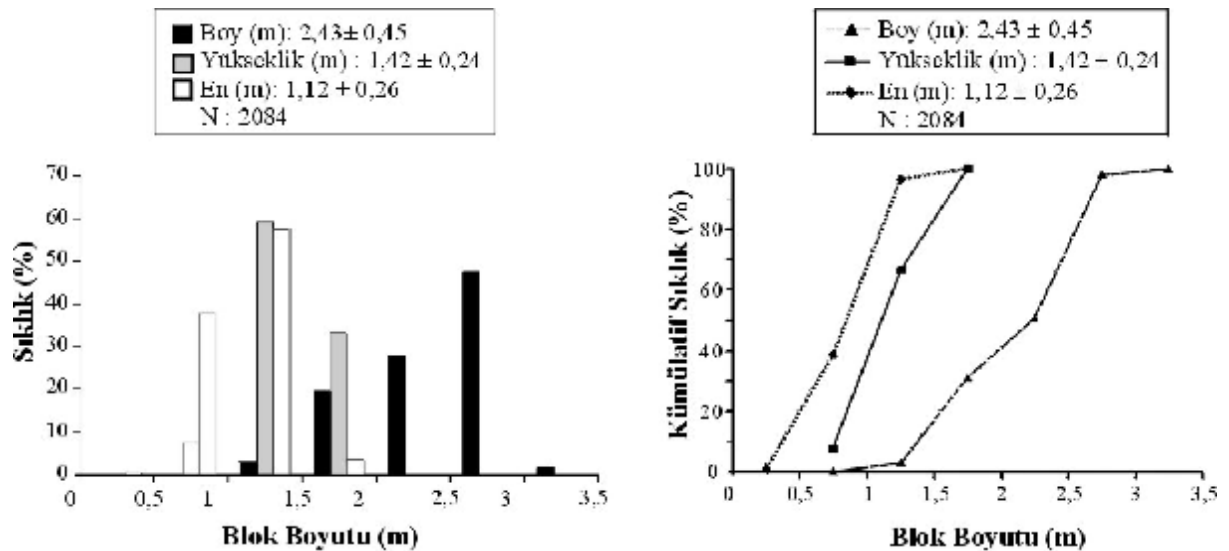 Boy (m): 2,43± 0,45
Yükseklik (m) : 1,42 ± 0,24
En (m): 1,12 + 0,26
N : 2084
70
60
50
40
30
20
10
0
Sıklık (%)
0 0,5 1 1,5 2 2,5 3 3,5
Blok Boyutu (m)
Boy (m): 2,43 ± 0,45
Yükseklik (m) : 1,42 – 0,24
En (m): 1,12 ± 0,26
N : 2084
100
80
60
40
20
0
Kümülatif Sıklık (%)
0 0,5 1 1,5 2 2,5 3 3,5
Blok Boyutu (m)